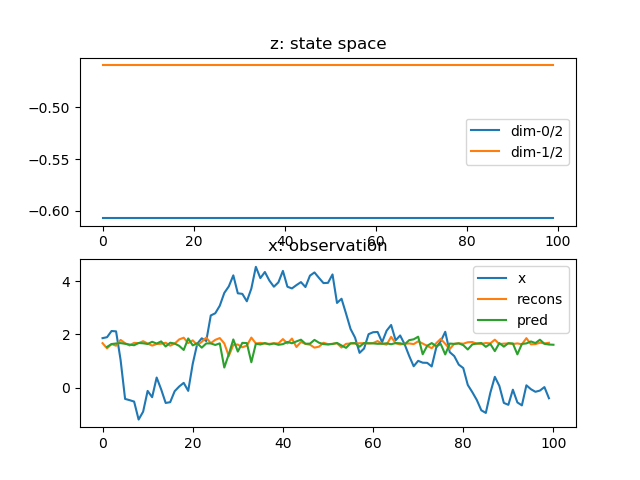 z: state space
−0.50
−0.55
−0.60
dim-0/2
dim-1/2
0 20 40 60 80 100
x: observation
4
2
0
x
recons
pred
0 20 40 60 80 100